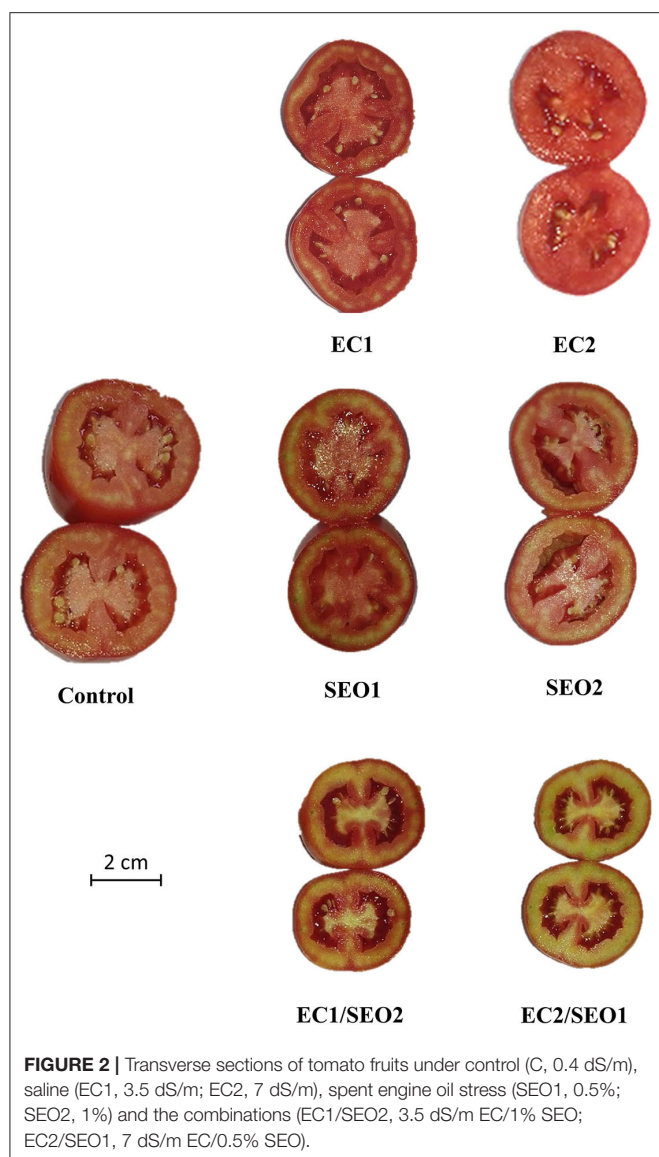 EC1
EC2
Control
SEO1
SEO2
2 cm
EC1/SEO2
EC2/SEO1
FIGURE 2 | Transverse sections of tomato fruits under control (C, 0.4 dS/m),
saline (EC1, 3.5 dS/m; EC2, 7 dS/m), spent engine oil stress (SEO1, 0.5%;
SEO2, 1%) and the combinations (EC1/SEO2, 3.5 dS/m EC/1% SEO;
EC2/SEO1, 7 dS/m EC/0.5% SEO).